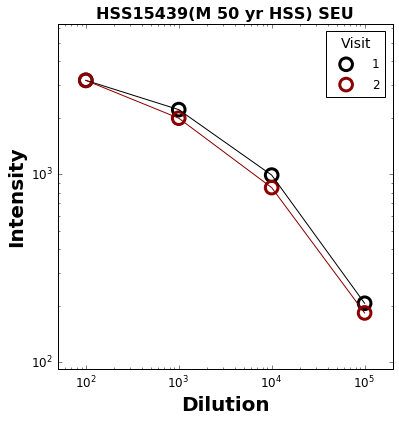 HSS15439(M 50 yr HSS) SEU
Visit
1
2
Intensity
10³
10²
10² 10³ 10⁴ 10⁵
Dilution